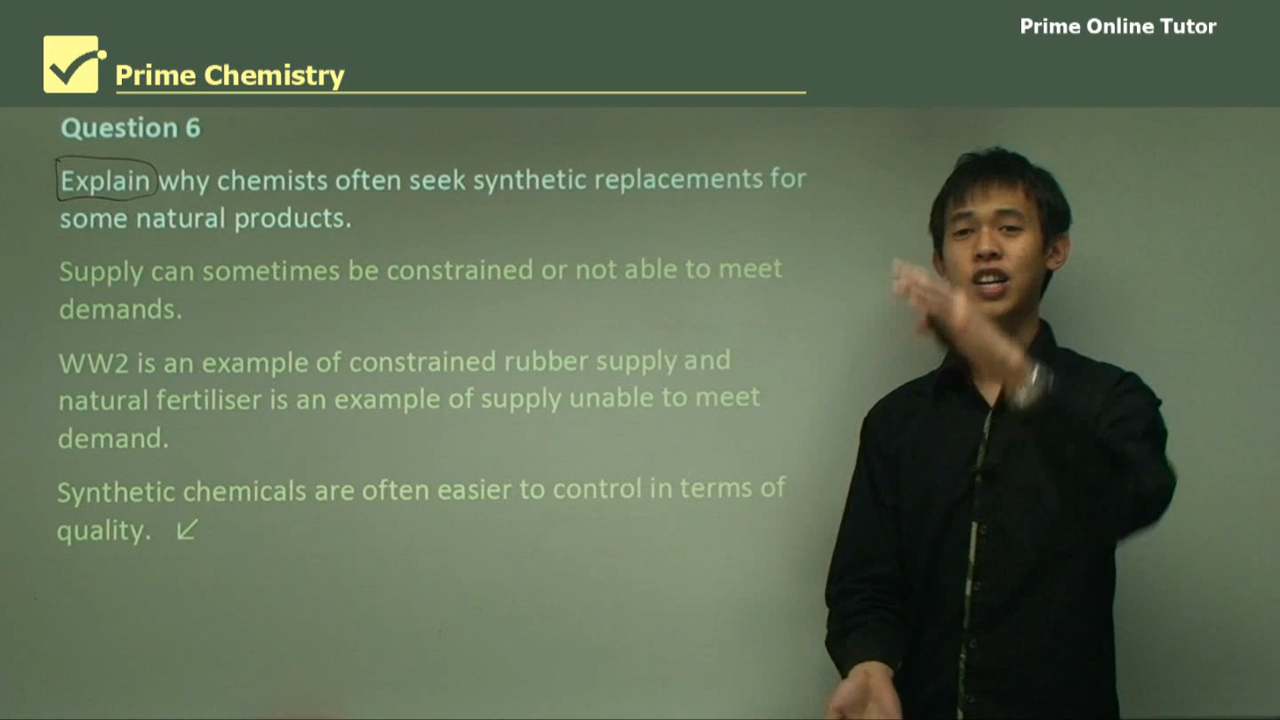 Prime Online Tutor
Prime Chemistry
Question 6
Explain why chemists often seek synthetic replacements for
some natural products.
Supply can sometimes be constrained or not able to meet
demands.
WW2 is an example of constrained rubber supply and
natural fertiliser is an example of supply unable to meet
demand.
Synthetic chemicals are often easier to control in terms of
quality.